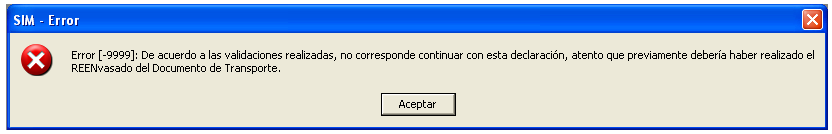 SIM - Error
Error [-9999]: De acuerdo a las validaciones realizadas, no corresponde continuar con esta declaración, atento que previamente debería haber realizado el
REENvasado del Documento de Transporte.
Aceptar